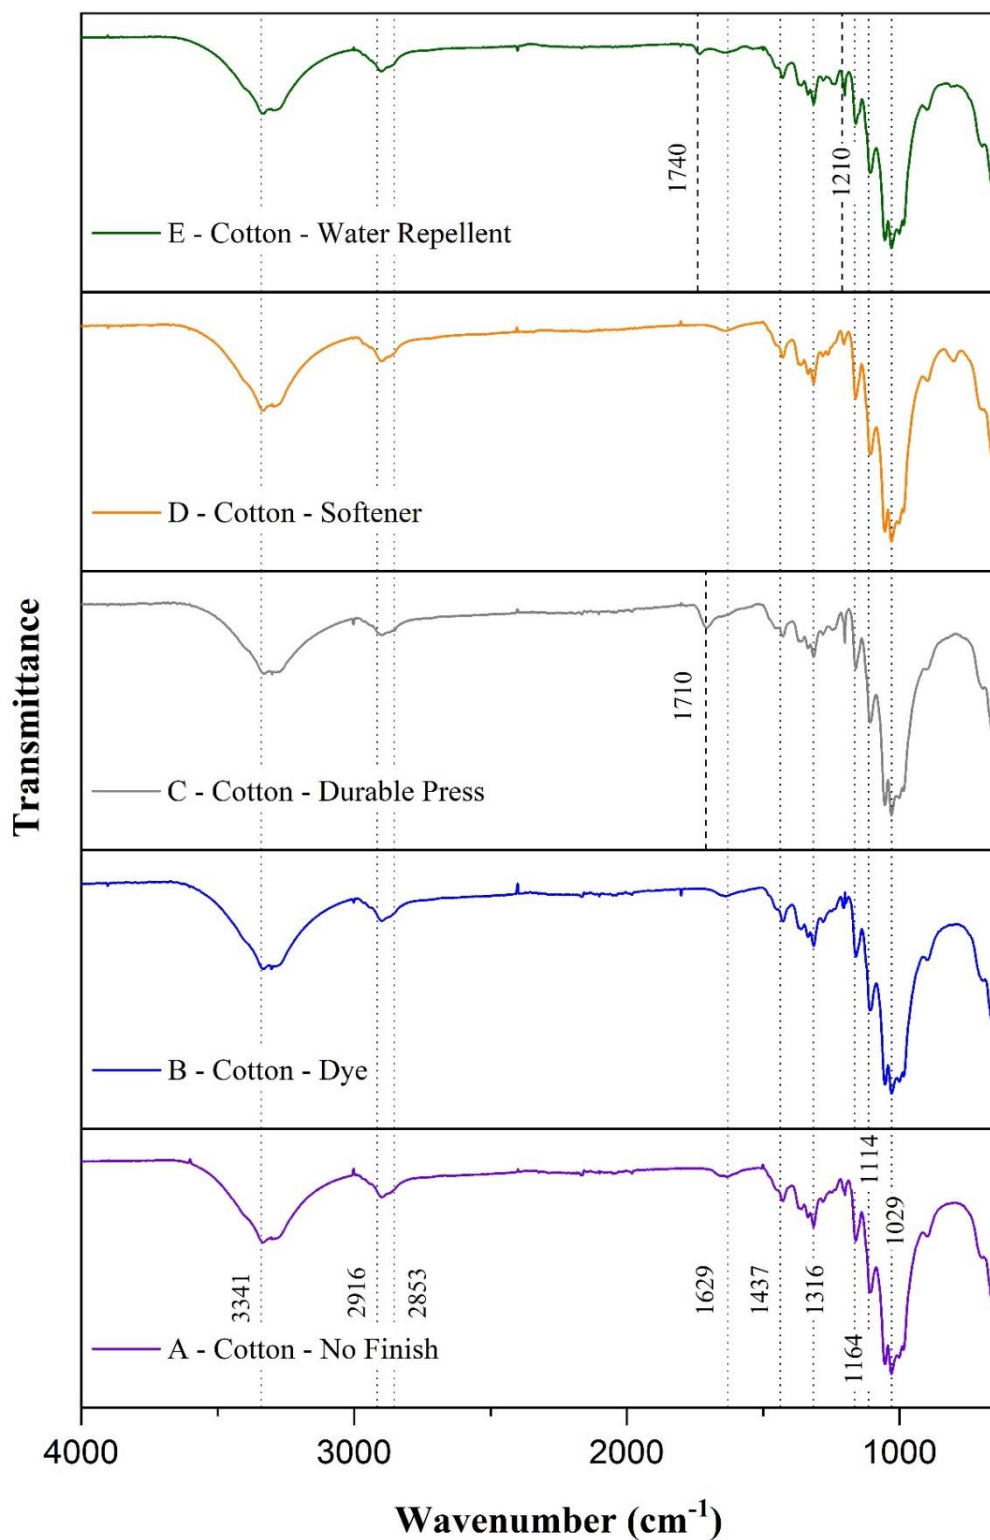 1740
1210
E - Cotton - Water Repellent
D - Cotton - Softener
1710
C - Cotton - Durable Press
B - Cotton - Dye
1114
1029
3341
2916
2853
1629
1437
1316
1164
A - Cotton - No Finish
4000
3000
2000
1000
Transmittance
Wavenumber (cm⁻¹)